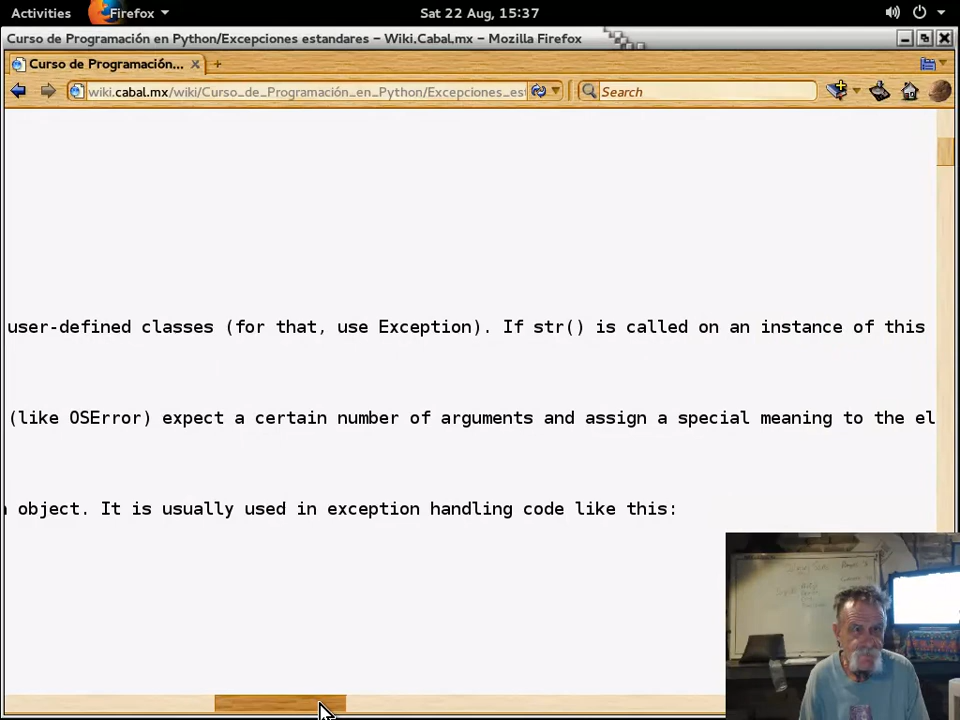 Activities Firefox Sat 22 Aug, 15:37
Curso de Programación en Python/Excepciones estandares – Wiki.Cabal.mx – Mozilla Firefox
Curso de Programación...
wiki.cabal.mx/wiki/Curso_de_Programación_en_Python/Excepciones_est Search
user-defined classes (for that, use Exception). If str() is called on an instance of this
(like OSError) expect a certain number of arguments and assign a special meaning to the el
object. It is usually used in exception handling code like this: